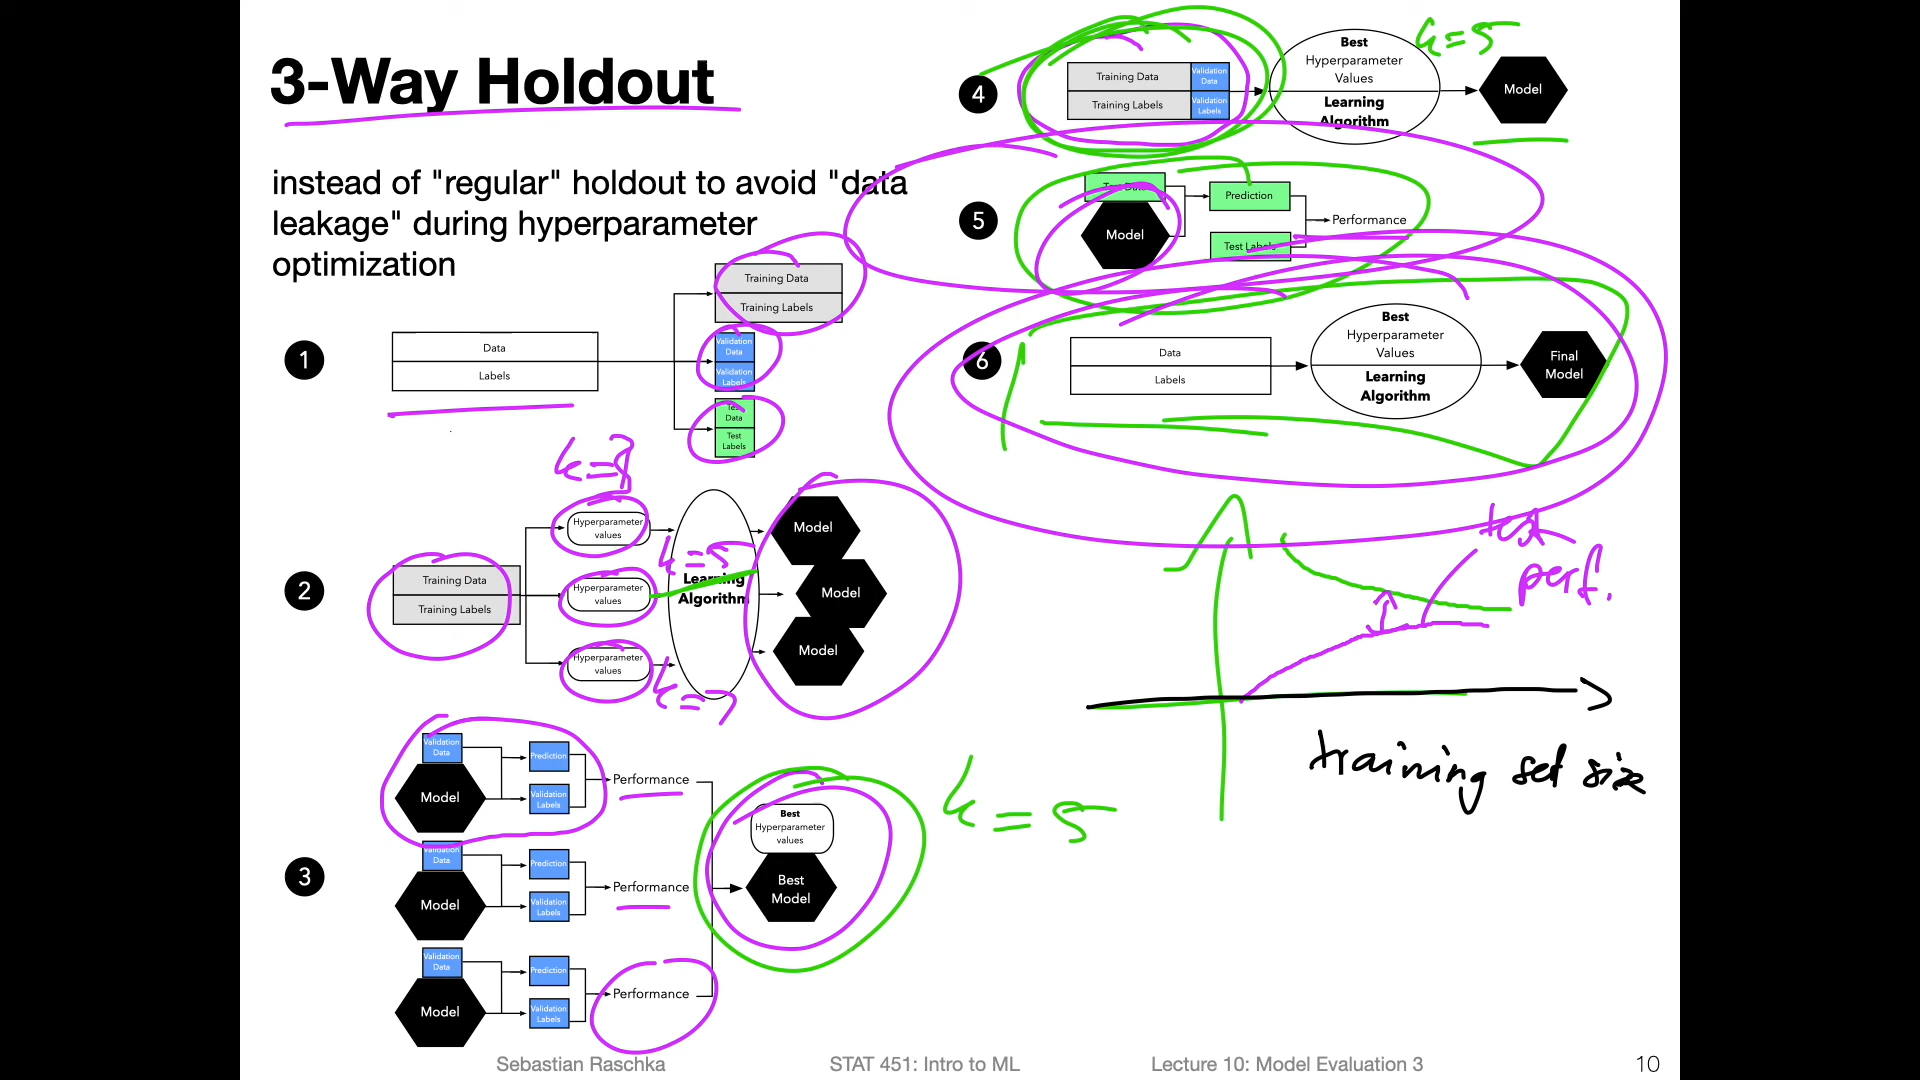 3-Way Holdout
instead of "regular" holdout to avoid "data
leakage" during hyperparameter
optimization
1
Data
Labels
Training Data
Training Labels
Validation
Data
Validation
Labels
Test
Data
Test
Labels
2
Training Data
Training Labels
k=3
Hyperparameter
values
k=5
Hyperparameter
values
k=7
Hyperparameter
values
Learning
Algorithm
Model
Model
Model
3
Validation
Data
Model
Prediction
Validation
Labels
Performance
Validation
Data
Model
Prediction
Validation
Labels
Performance
Validation
Data
Model
Prediction
Validation
Labels
Performance
Best
Hyperparameter
values
Best
Model
k=5
4
Training Data
Training Labels
Validation
Data
Validation
Labels
Best
Hyperparameter
Values
Learning
Algorithm
k=5
Model
5
Test Data
Model
Prediction
Test Labels
Performance
6
Data
Labels
Best
Hyperparameter
Values
Learning
Algorithm
Final
Model
test
perf.
training set size
Sebastian Raschka
STAT 451: Intro to ML
Lecture 10: Model Evaluation 3
10